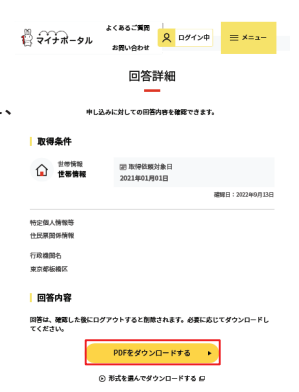 マイナポータル
よくあるご質問
お問い合わせ
ログイン中
メニュー
回答詳細
申し込みに対しての回答内容を確認できます。
取得条件
世帯情報
世帯情報
取得依頼対象日
2021年01月01日
確認日：2022年9月13日
特定個人情報等
住民票関係情報
行政機関名
東京都板橋区
回答内容
回答は、確認した後にログアウトすると削除されます。必要に応じてダウンロードし
てください。
PDFをダウンロードする
形式を選んでダウンロードする